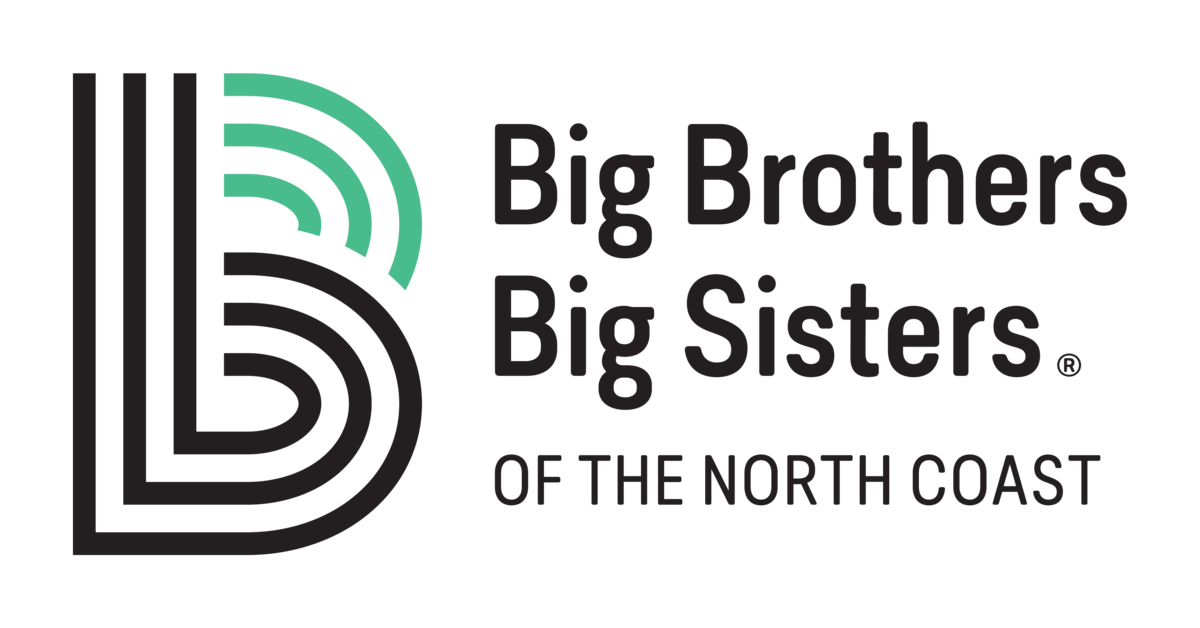 Big Brothers
Big Sisters®
OF THE NORTH COAST